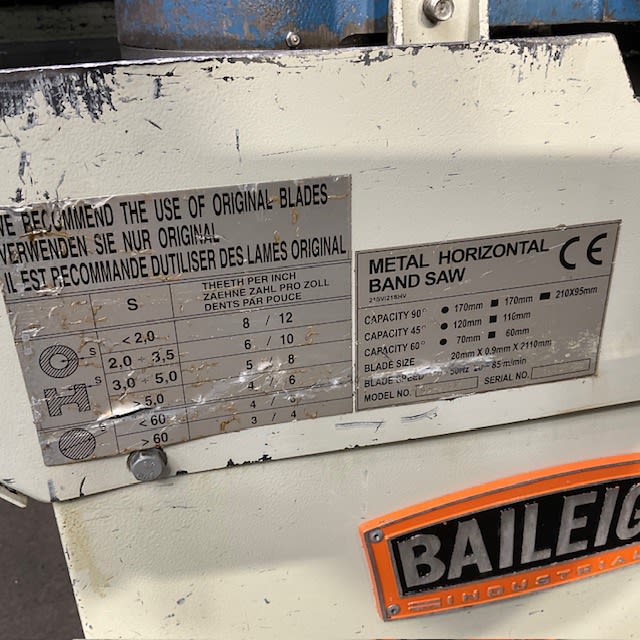 WE RECOMMEND THE USE OF ORIGINAL BLADES
VERWENDEN SIE NUR ORIGINAL
IL EST RECOMMANDE DUTILISER DES LAMES ORIGINAL
S
THEETH PER INCH
ZAEHNE ZAHL PRO ZOLL
DENTS PAR POUCE
< 2,0 8 / 12
S 2,0 ÷ 3,5 6 / 10
S 3,0 ÷ 5,0 5 / 8
> 5,0 4 / 6
< 60 4 /
> 60 3 / 4
METAL HORIZONTAL
BAND SAW
CE
CAPACITY 90° ● 170mm ■ 170mm ■ 210X95mm
CAPACITY 45° ● 120mm ■ 110mm
CAPACITY 60° ● 70mm ■ 60mm
BLADE SIZE 20mm X 0.9mm X 2110mm
BLADE SPEED 50Hz 85 m/min
MODEL NO. SERIAL NO.
BAILEIG
INDUSTRIAL